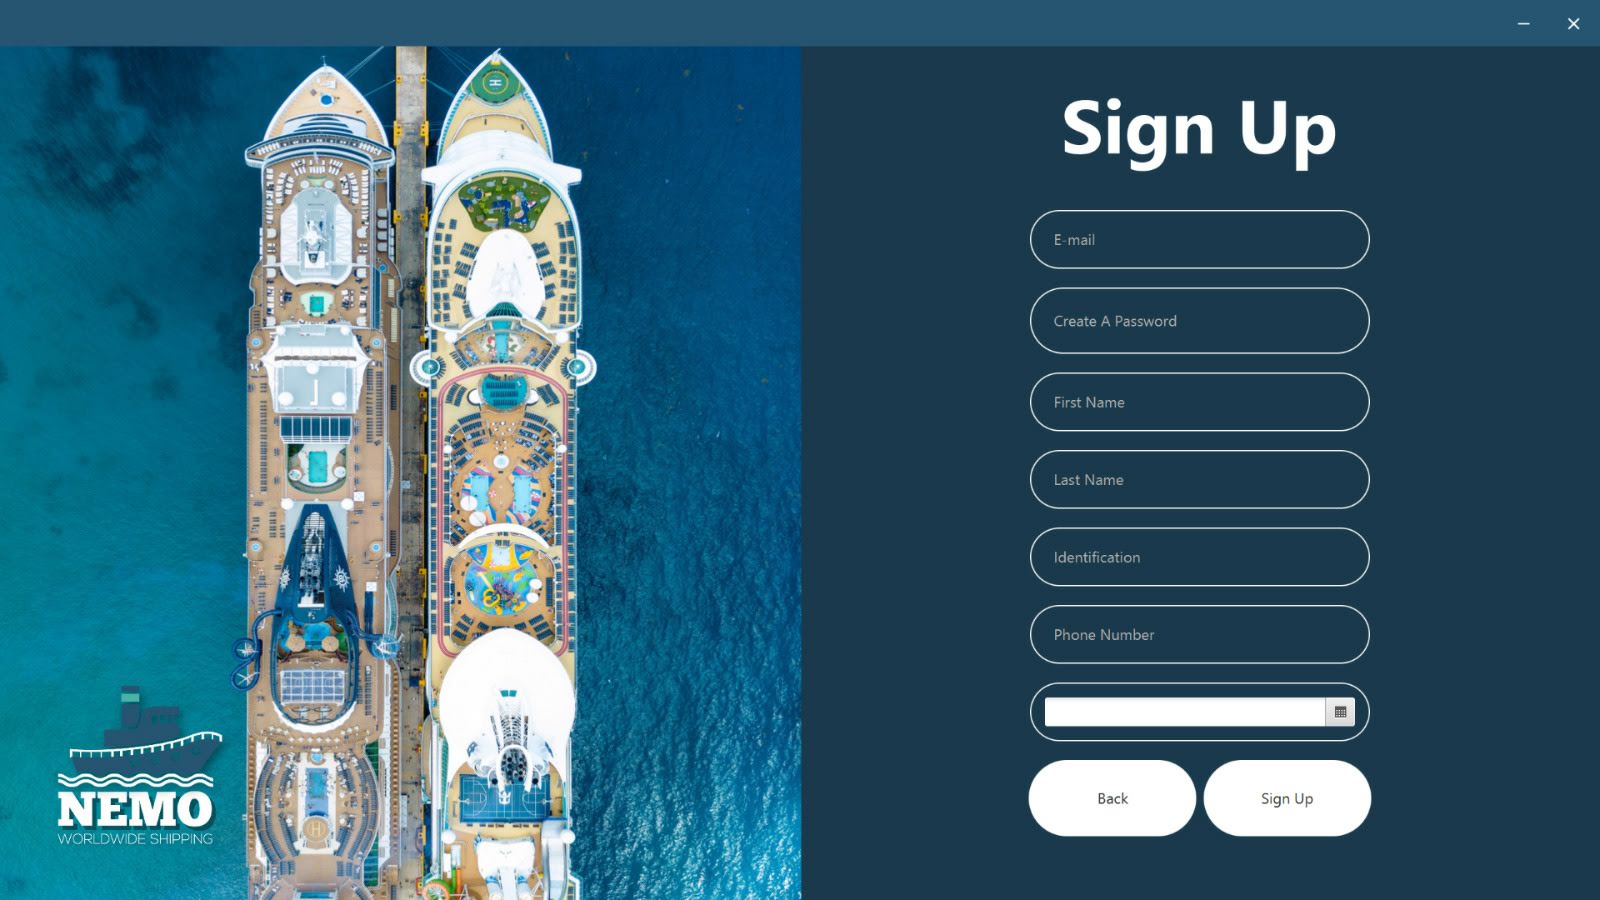 Sign Up
E-mail
Create A Password
First Name
Last Name
Identification
Phone Number
Back
Sign Up
NEMO
WORLDWIDE SHIPPING
H
H